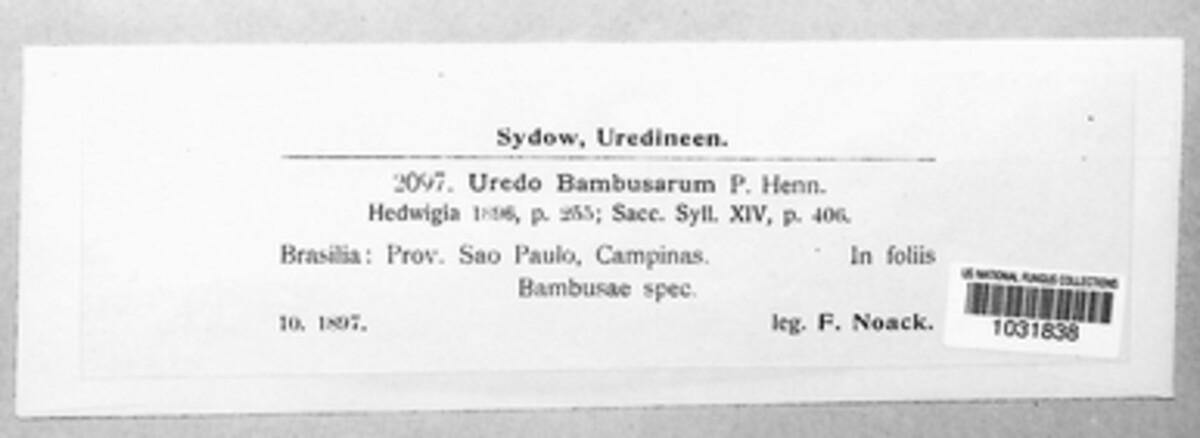 Sydow, Uredineen.
2097. Uredo Bambusarum P. Henn.
Hedwigia 1896, p. 255; Sacc. Syll. XIV, p. 406.
Brasilia: Prov. Sao Paulo, Campinas. In foliis
Bambusae spec.
10. 1897. leg. F. Noack.
US NATIONAL FUNGUS COLLECTIONS
1031838